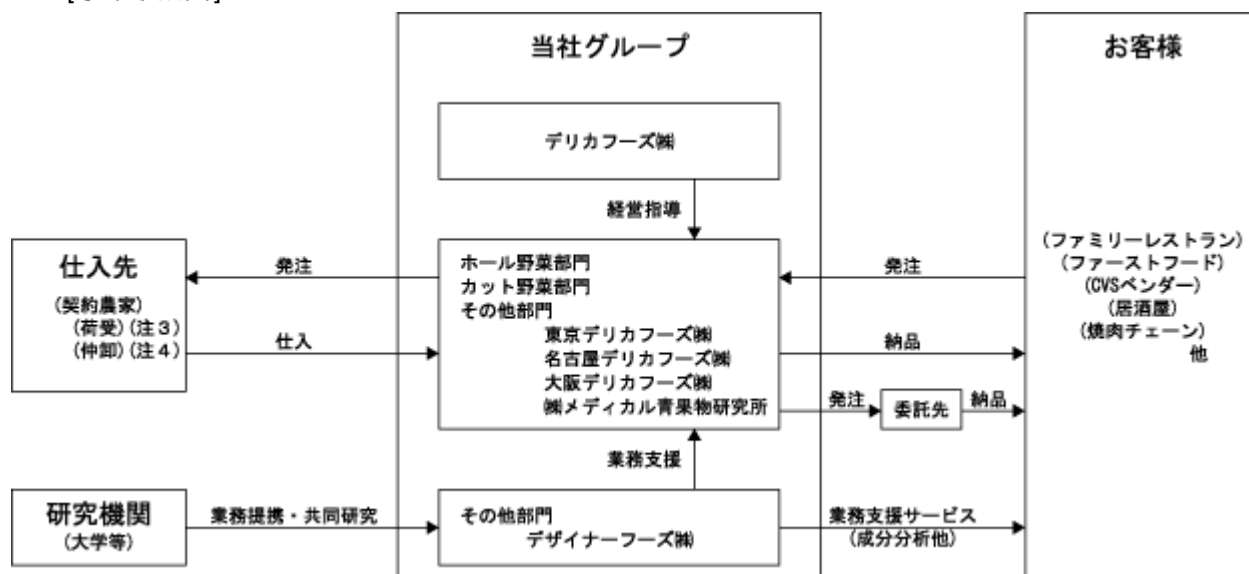 当社グループ
お客様
デリカフーズ㈱
経営指導
仕入先
(契約農家)
(荷受)(注3)
(仲卸)(注4)
発注
仕入
ホール野菜部門
カット野菜部門
その他部門
東京デリカフーズ㈱
名古屋デリカフーズ㈱
大阪デリカフーズ㈱
㈱メディカル青果物研究所
発注
納品
発注
委託先
納品
(ファミリーレストラン)
(ファーストフード)
(CVSベンダー)
(居酒屋)
(焼肉チェーン)
他
業務支援
研究機関
(大学等)
業務提携・共同研究
その他部門
デザイナーフーズ㈱
業務支援サービス
(成分分析他)